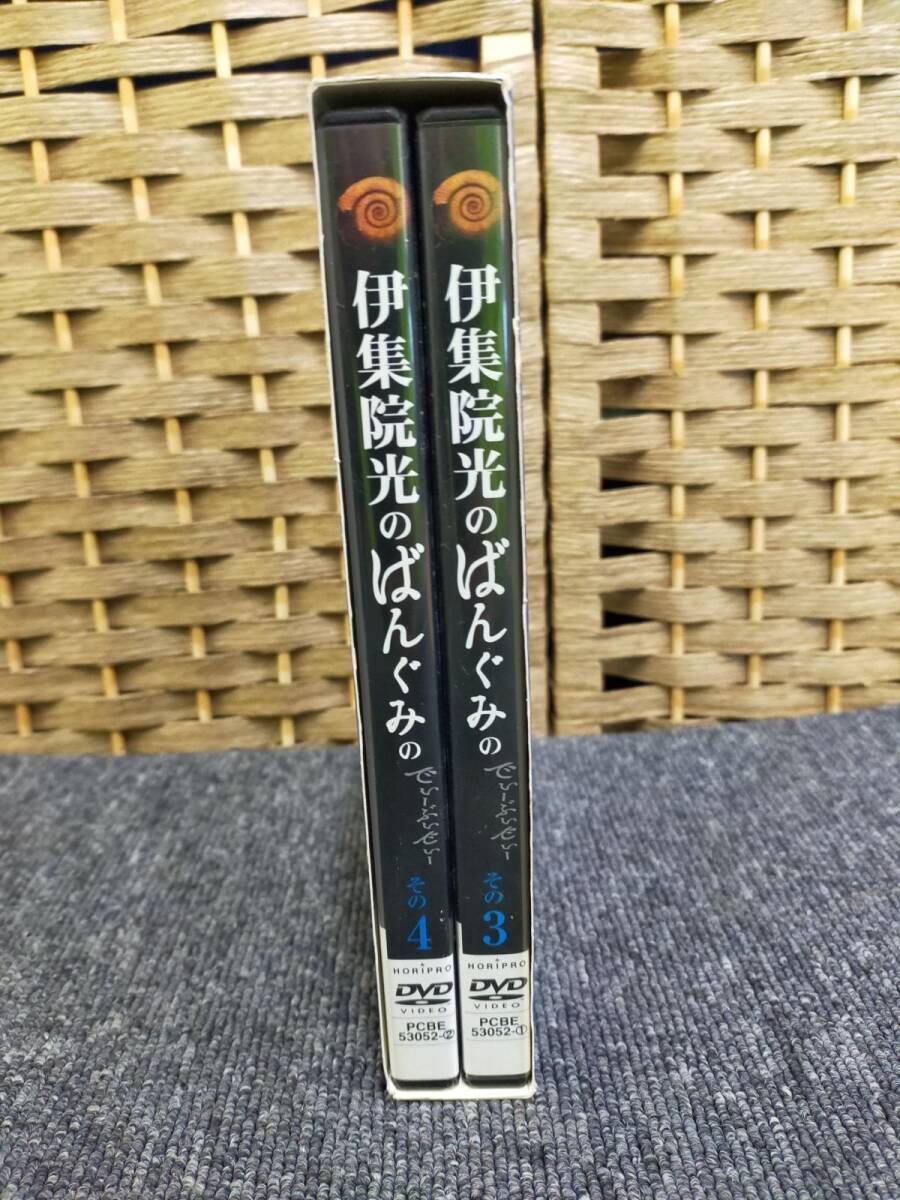 伊集院光のばんぐみの
でぃーぶいでぃー
その3
HORIPRO
DVD
VIDEO
PCBE
53052-①
伊集院光のばんぐみの
でぃーぶいでぃー
その4
HORIPRO
DVD
VIDEO
PCBE
53052-②